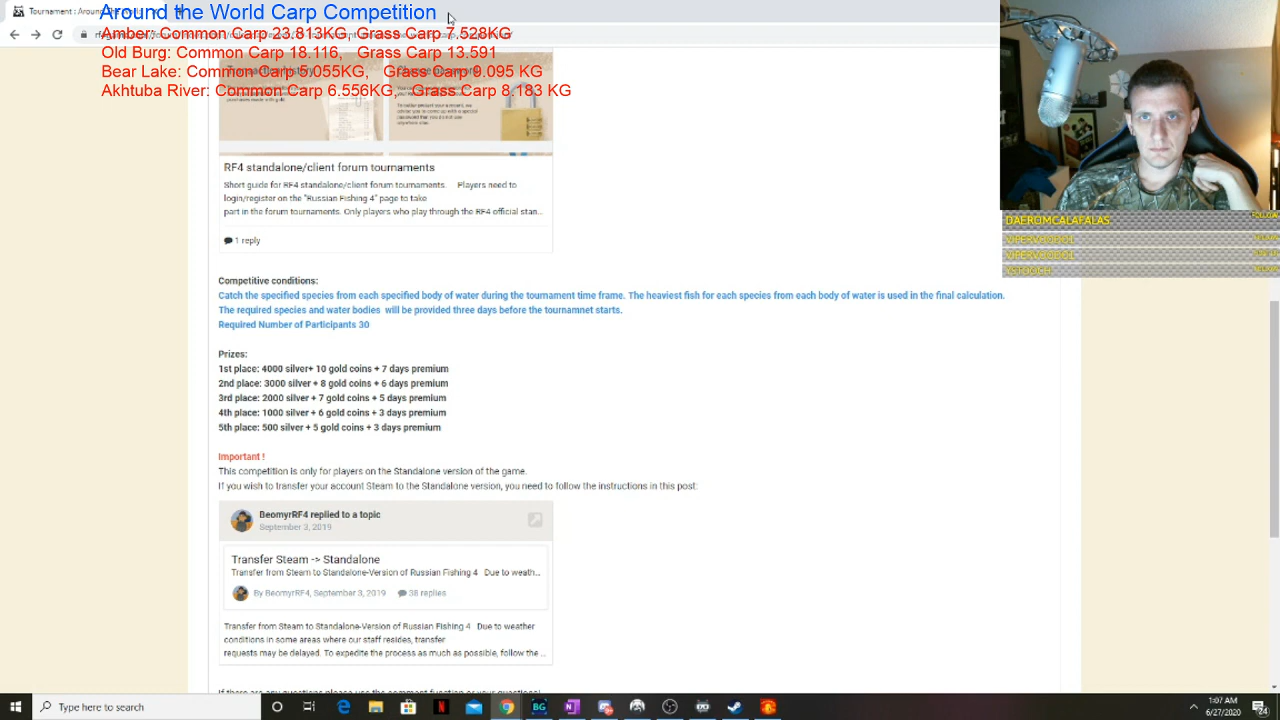 Tournament : Around the
Around the World Carp Competition
Amber: Common Carp 23.813KG, Grass Carp 7.528KG
Old Burg: Common Carp 18.116, Grass Carp 13.591
Bear Lake: Common Carp 5.055KG, Grass Carp 9.095 KG
Akhtuba River: Common Carp 6.556KG, Grass Carp 8.183 KG
RF4 standalone/client forum tournaments
Short guide for RF4 standalone/client forum tournaments. Players need to
login/register on the "Russian Fishing 4" page to take
part in the forum tournaments. Only players who play through the RF4 official stan...
1 reply
DAEROMCALAFALAS
Competitive conditions:
Catch the specified species from each specified body of water during the tournament time frame. The heaviest fish for each species from each body of water is used in the final calculation.
The required species and water bodies will be provided three days before the tournamnet starts.
Required Number of Participants 30
Prizes:
1st place: 4000 silver+ 10 gold coins + 7 days premium
2nd place: 3000 silver + 8 gold coins + 6 days premium
3rd place: 2000 silver + 7 gold coins + 5 days premium
4th place: 1000 silver + 6 gold coins + 3 days premium
5th place: 500 silver + 5 gold coins + 3 days premium
Important !
This competition is only for players on the Standalone version of the game.
If you wish to transfer your account Steam to the Standalone version, you need to follow the instructions in this post:
BeomyrRF4 replied to a topic
September 3, 2019
Transfer Steam -> Standalone
Transfer from Steam to Standalone-Version of Russian Fishing 4 Due to weath...
By BeomyrRF4, September 3, 2019 38 replies
Transfer from Steam to Standalone-Version of Russian Fishing 4 Due to weather
conditions in some areas where our staff resides, transfer
requests may be delayed. To expedite the process as much as possible, follow the ...
If there are any questions please use the comment function or your questional
Type here to search
1:07 AM
6/27/2020